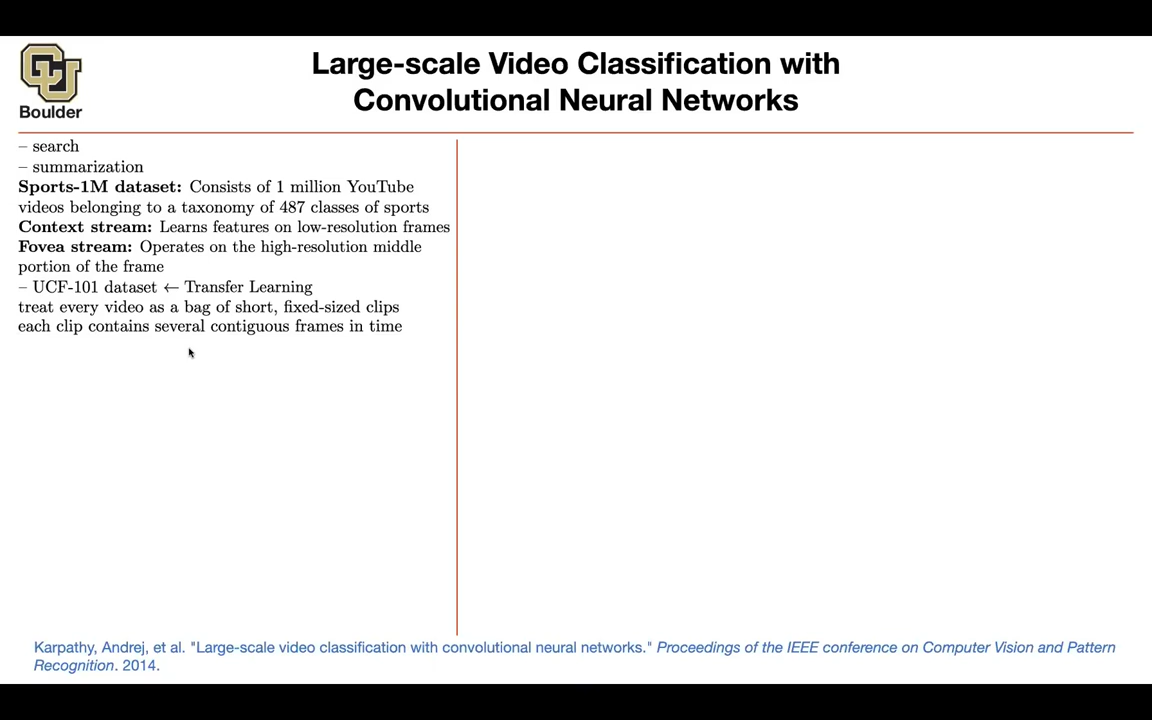 Boulder
Large-scale Video Classification with
Convolutional Neural Networks
– search
– summarization
Sports-1M dataset: Consists of 1 million YouTube
videos belonging to a taxonomy of 487 classes of sports
Context stream: Learns features on low-resolution frames
Fovea stream: Operates on the high-resolution middle
portion of the frame
– UCF-101 dataset ← Transfer Learning
treat every video as a bag of short, fixed-sized clips
each clip contains several contiguous frames in time
Karpathy, Andrej, et al. "Large-scale video classification with convolutional neural networks." Proceedings of the IEEE conference on Computer Vision and Pattern
Recognition. 2014.